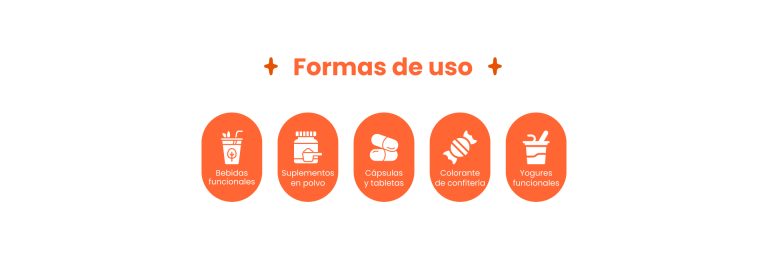 Formas de uso
Bebidas
funcionales
Suplementos
en polvo
Cápsulas
y tabletas
Colorante
de confitería
Yogures
funcionales